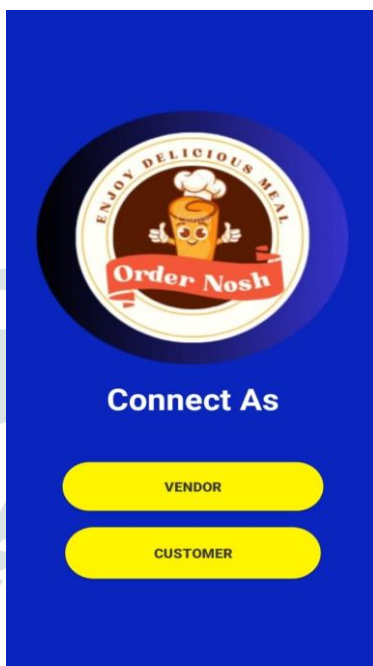 ENJOY DELICIOUS MEAL
Order Nosh
Connect As
VENDOR
CUSTOMER